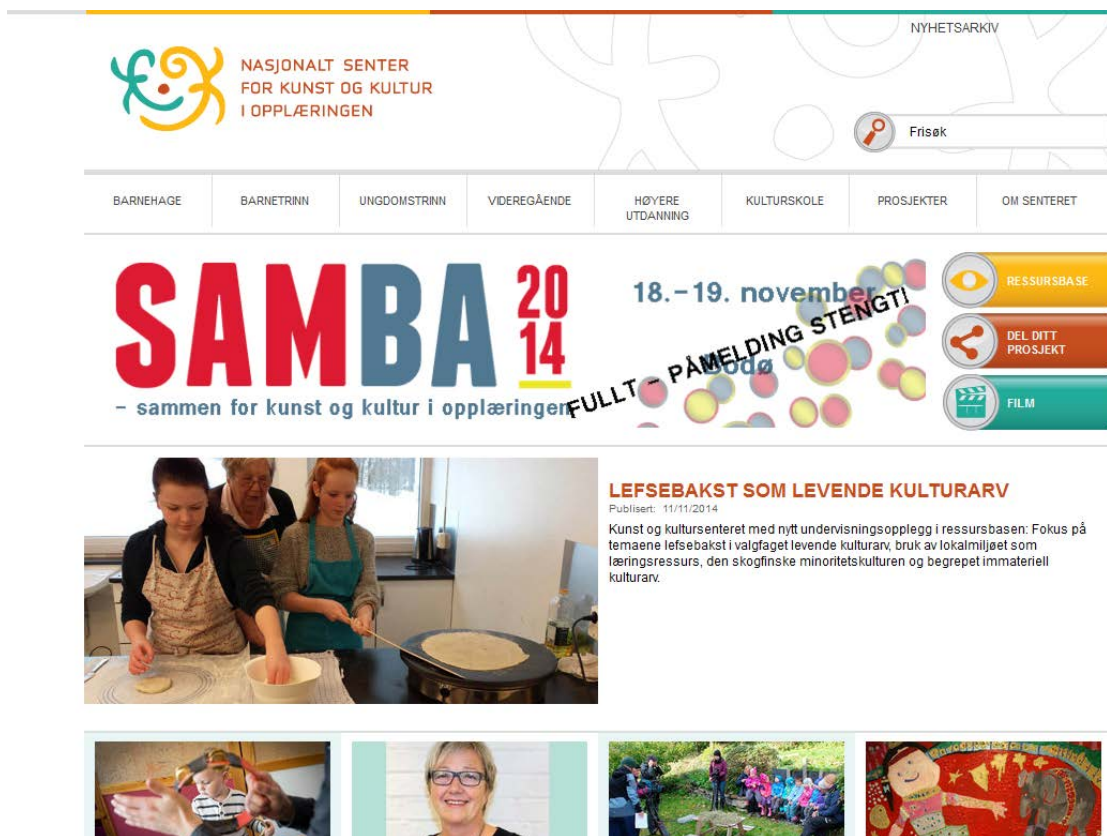 NYHETSARKIV
NASJONALT SENTER
FOR KUNST OG KULTUR
I OPPLÆRINGEN
Frisøk
BARNEHAGE
BARNETRINN
UNGDOMSTRINN
VIDEREGÅENDE
HØYERE
UTDANNING
KULTURSKOLE
PROSJEKTER
OM SENTERET
SAMBA 20
14
– sammen for kunst og kultur i opplæringen
18.–19. november
Bodø
FULLT – PÅMELDING STENGT!
RESSURSBASE
DEL DITT
PROSJEKT
FILM
LEFSEBAKST SOM LEVENDE KULTURARV
Publisert: 11/11/2014
Kunst og kultursenteret med nytt undervisningsopplegg i ressursbasen: Fokus på
temaene lefsebakst i valgfaget levende kulturarv, bruk av lokalmiljøet som
læringsressurs, den skogfinske minoritetskulturen og begrepet immateriell
kulturarv.